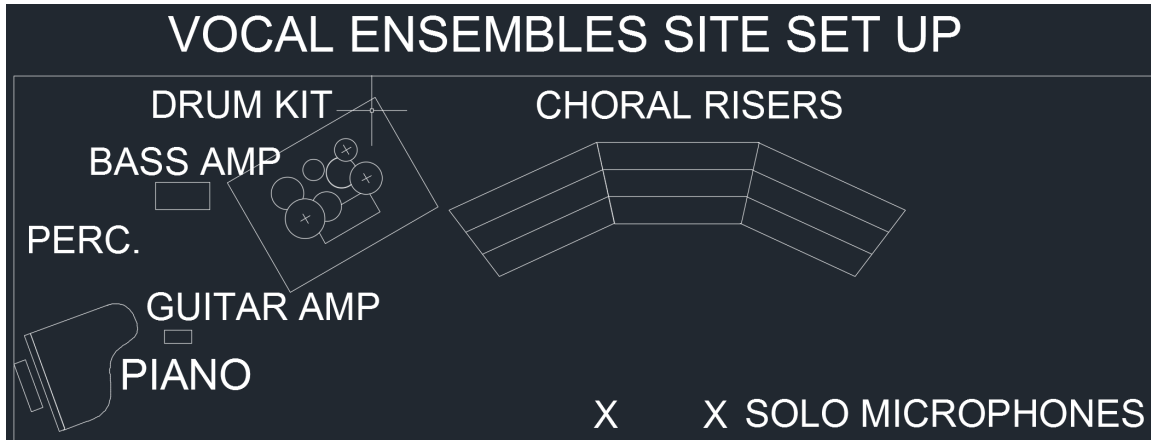 VOCAL ENSEMBLES SITE SET UP
DRUM KIT
CHORAL RISERS
BASS AMP
PERC.
GUITAR AMP
PIANO
X X SOLO MICROPHONES